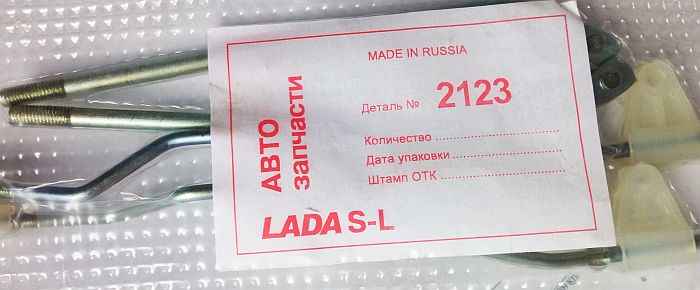 АВТО
запчасти
MADE IN RUSSIA
Деталь № 2123
Количество
Дата упаковки
Штамп ОТК
LADA S-L